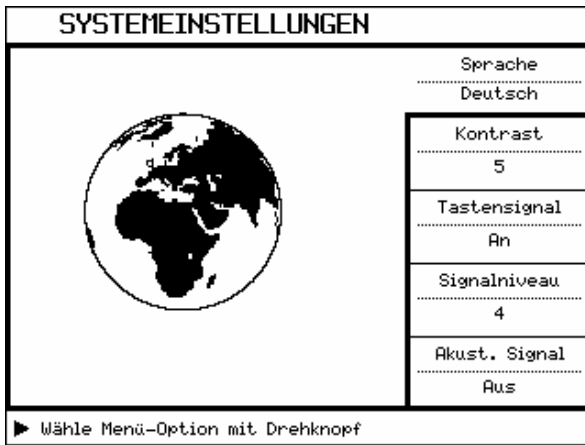 SYSTEMEINSTELLUNGEN
Sprache
Deutsch
Kontrast
5
Tastensignal
An
Signalniveau
4
Akust. Signal
Aus
▶ Wähle Menü-Option mit Drehknopf